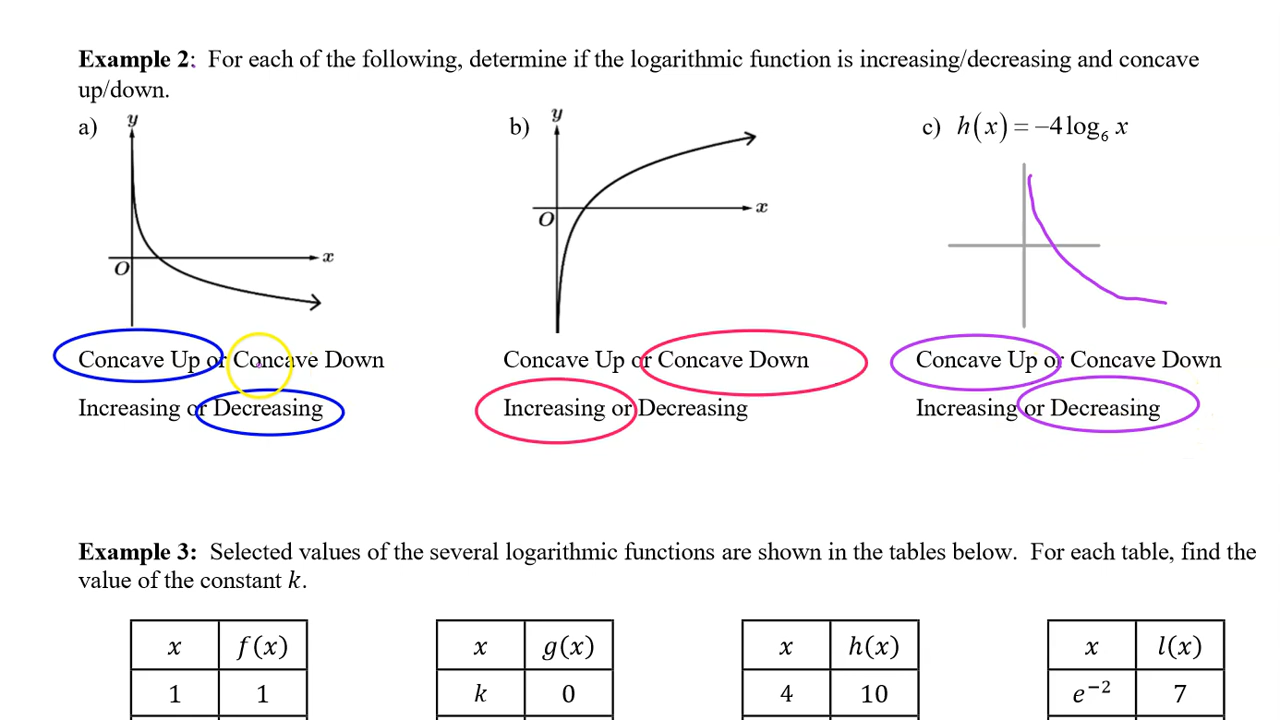 Example 2: For each of the following, determine if the logarithmic function is increasing/decreasing and concave
up/down.
a)
y
O
x
b)
y
O
x
c) h(x) = −4 log₆ x
Concave Up or Concave Down
Increasing or Decreasing
Concave Up or Concave Down
Increasing or Decreasing
Concave Up or Concave Down
Increasing or Decreasing
Example 3: Selected values of the several logarithmic functions are shown in the tables below. For each table, find the
value of the constant k.
x f(x)
1 1
x g(x)
k 0
x h(x)
4 10
x l(x)
e⁻² 7